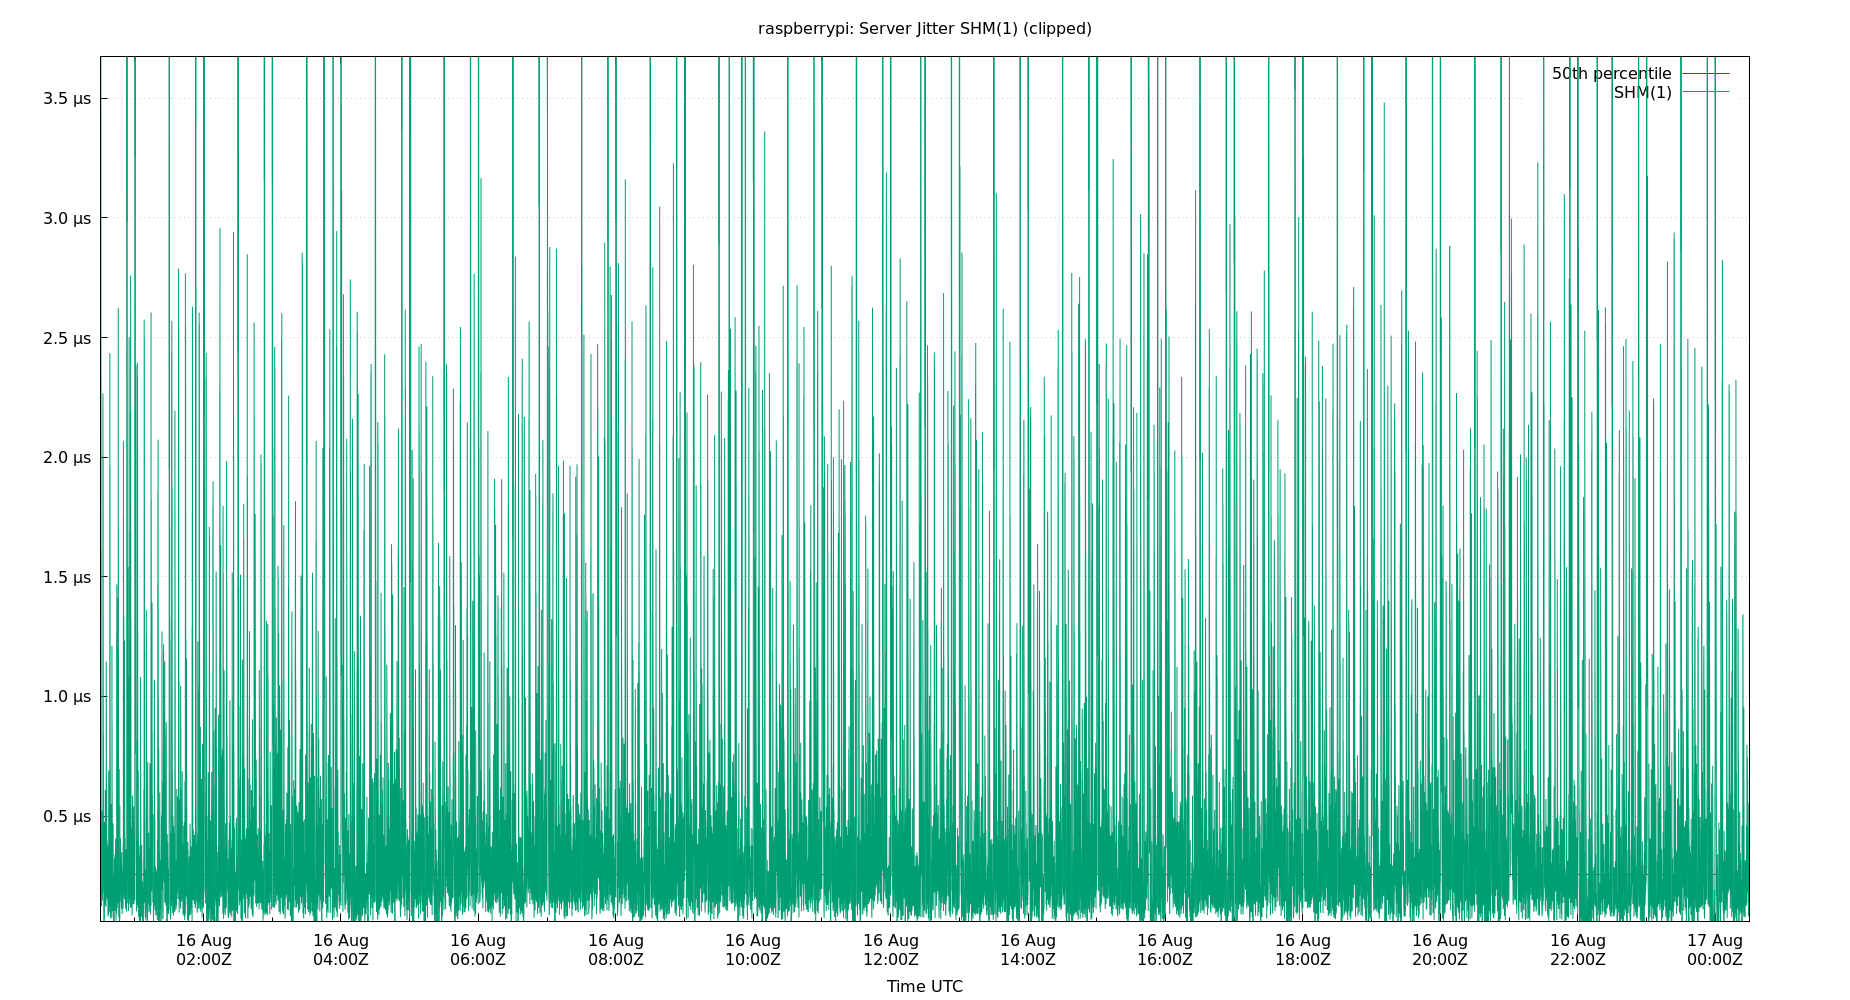 raspberrypi: Server Jitter SHM(1) (clipped)
50th percentile
SHM(1)
3.5 µs
3.0 µs
2.5 µs
2.0 µs
1.5 µs
1.0 µs
0.5 µs
16 Aug 16 Aug 16 Aug 16 Aug 16 Aug 16 Aug 16 Aug 16 Aug 16 Aug 16 Aug 16 Aug 17 Aug
02:00Z 04:00Z 06:00Z 08:00Z 10:00Z 12:00Z 14:00Z 16:00Z 18:00Z 20:00Z 22:00Z 00:00Z
Time UTC